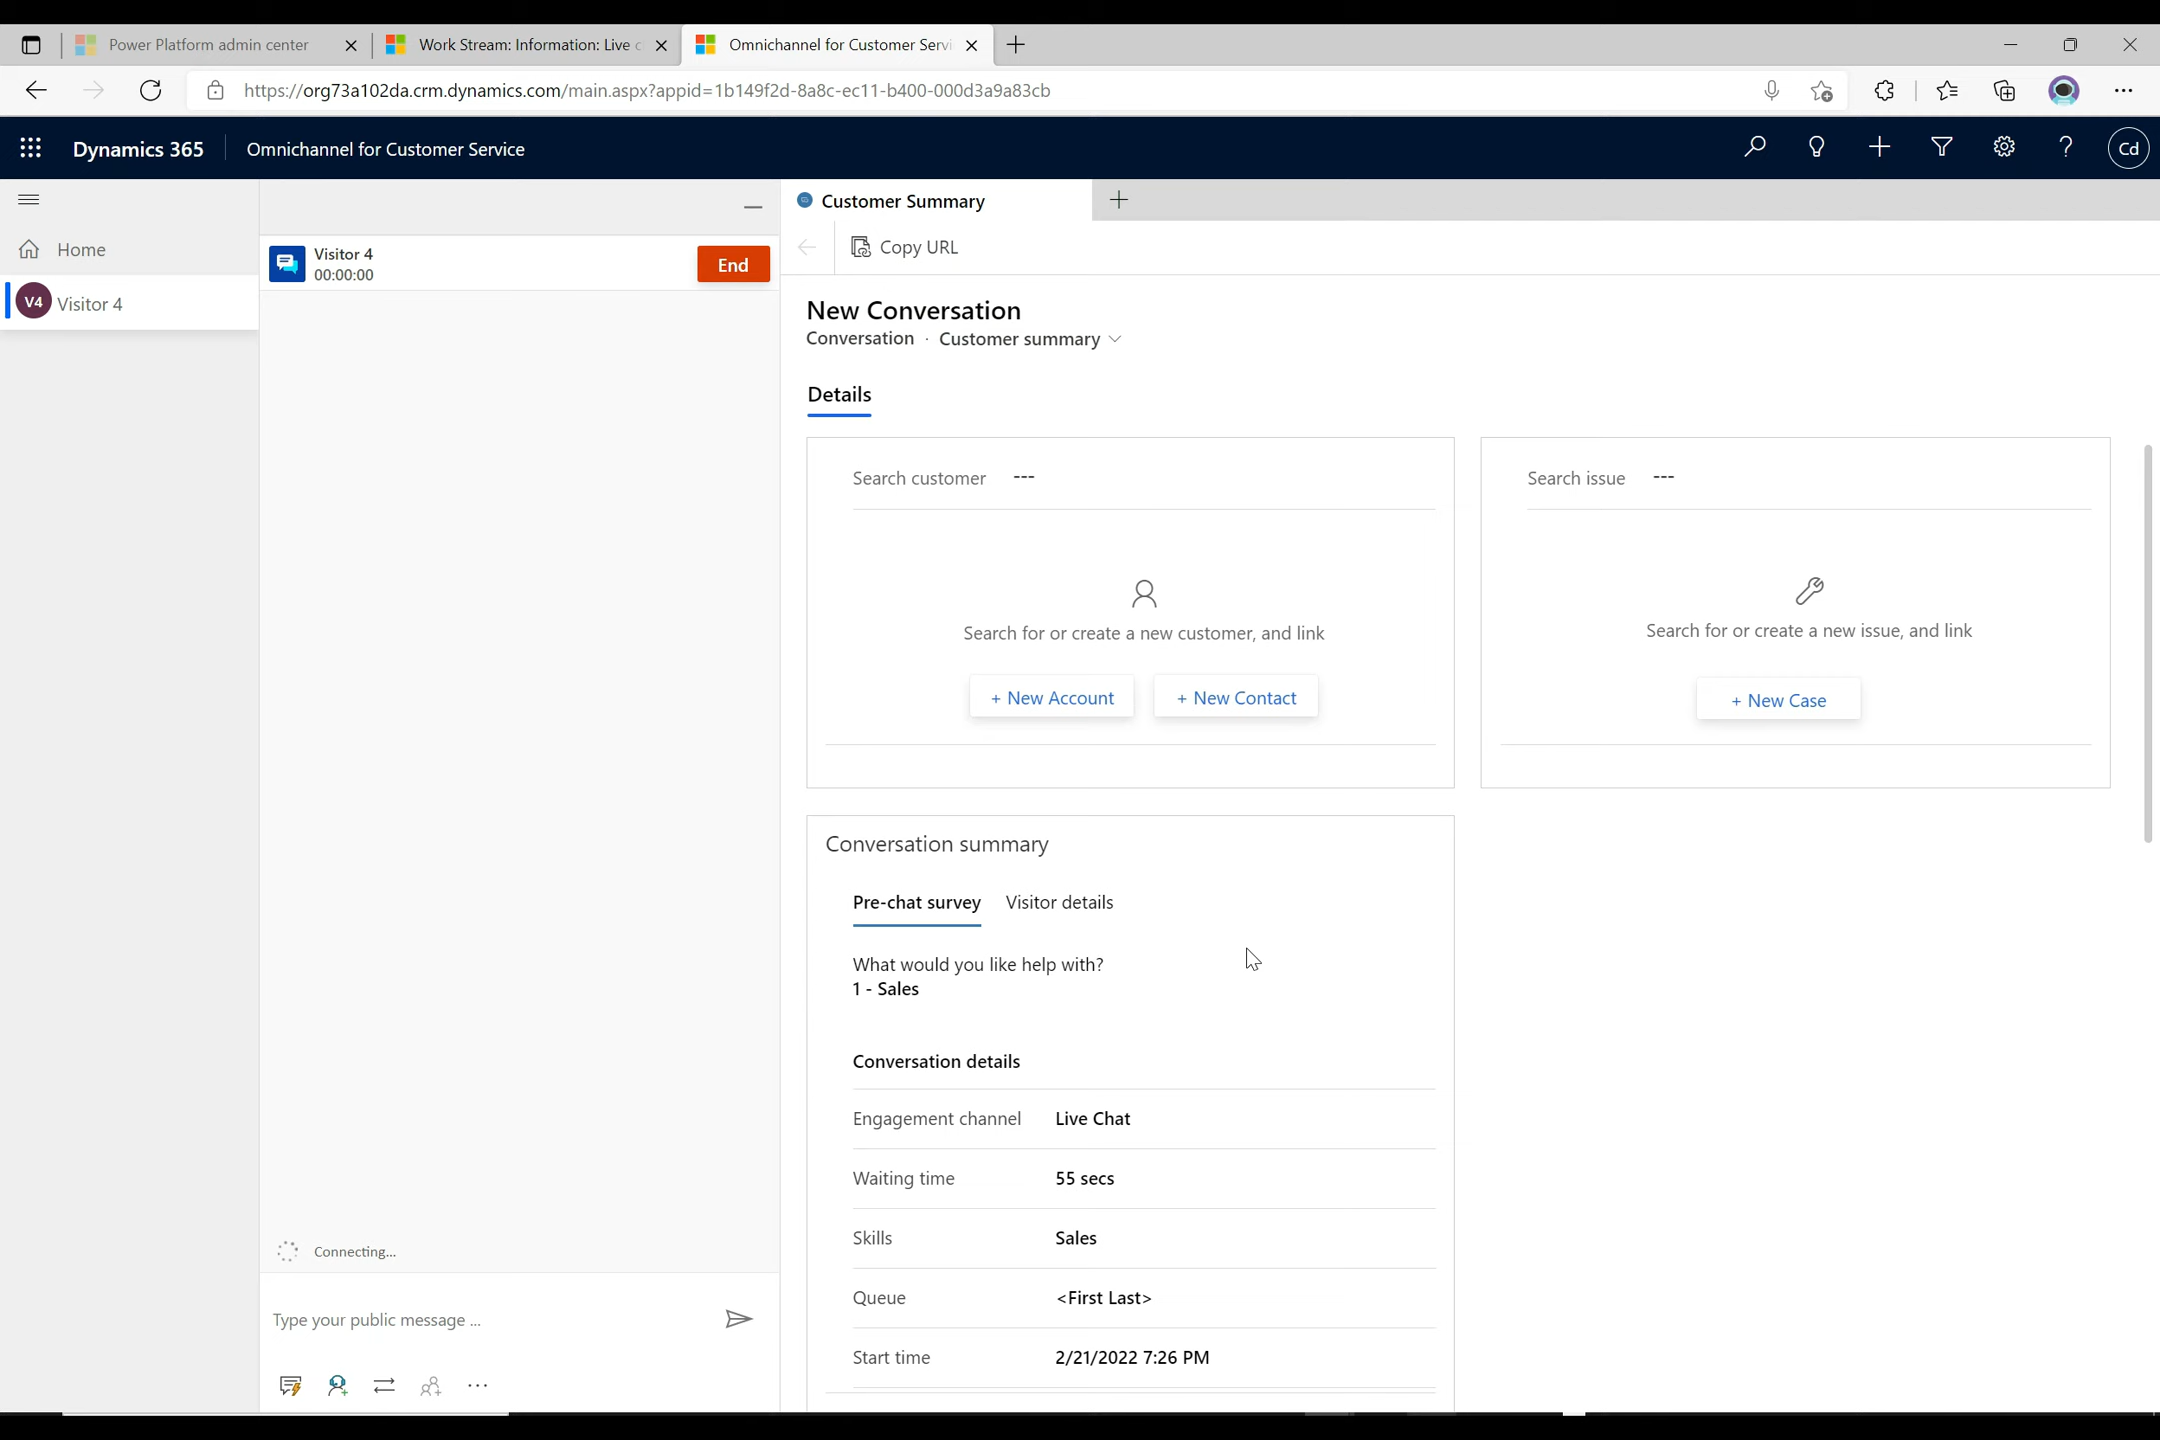 Power Platform admin center
Work Stream: Information: Live c
Omnichannel for Customer Servi
https://org73a102da.crm.dynamics.com/main.aspx?appid=1b149f2d-8a8c-ec11-b400-000d3a9a83cb
Dynamics 365
Omnichannel for Customer Service
Cd
Home
V4
Visitor 4
Visitor 4
00:00:00
End
Connecting...
Type your public message ...
Customer Summary
Copy URL
New Conversation
Conversation · Customer summary
Details
Search customer ---
Search for or create a new customer, and link
+ New Account
+ New Contact
Search issue ---
Search for or create a new issue, and link
+ New Case
Conversation summary
Pre-chat survey Visitor details
What would you like help with?
1 - Sales
Conversation details
Engagement channel Live Chat
Waiting time 55 secs
Skills Sales
Queue <First Last>
Start time 2/21/2022 7:26 PM